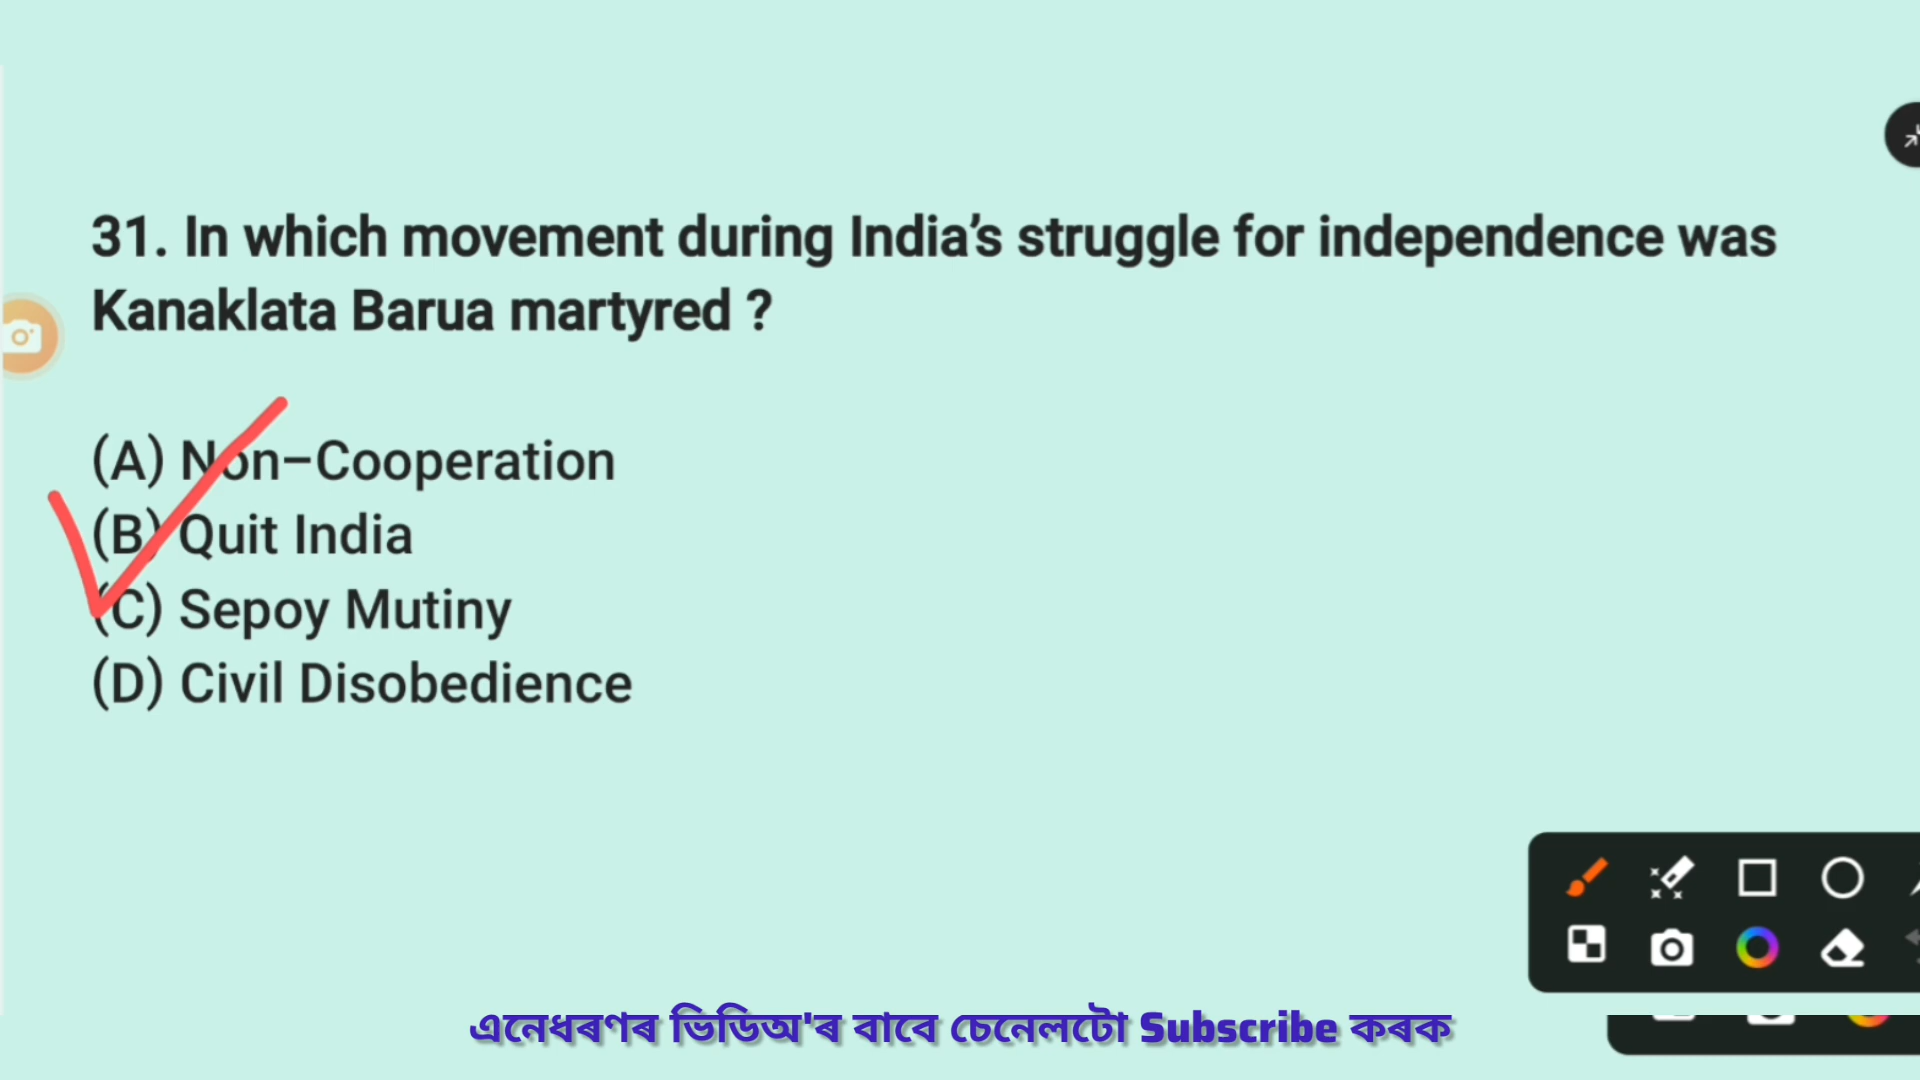 31. In which movement during India’s struggle for independence was
Kanaklata Barua martyred ?
(A) Non–Cooperation
(B) Quit India
(C) Sepoy Mutiny
(D) Civil Disobedience
এনেধৰণৰ ভিডিঅ'ৰ বাবে চেনেলটো Subscribe কৰক